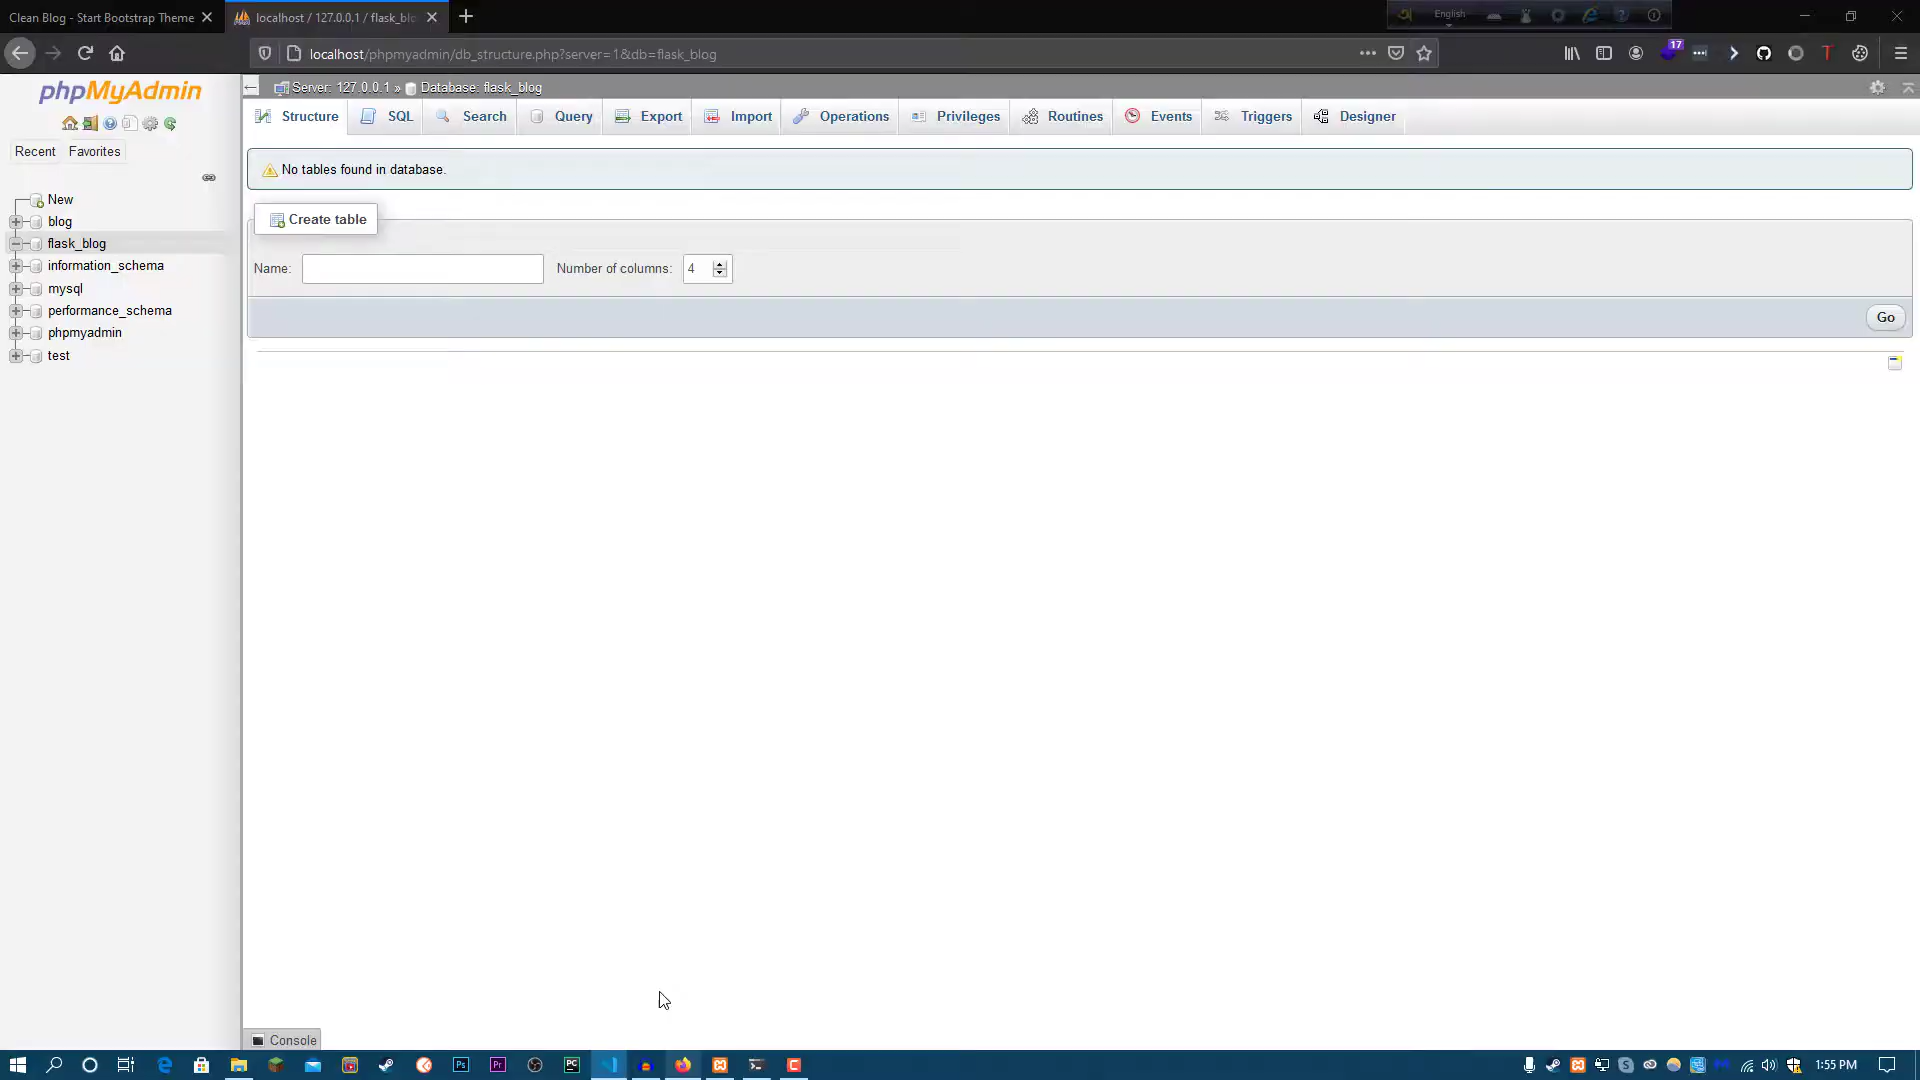 Clean Blog - Start Bootstrap Theme
localhost / 127.0.0.1 / flask_blo
English
localhost/phpmyadmin/db_structure.php?server=1&db=flask_blog
17
phpMyAdmin
Server: 127.0.0.1 » Database: flask_blog
Structure SQL Search Query Export Import Operations Privileges Routines Events Triggers Designer
Recent Favorites
No tables found in database.
New
blog
flask_blog
information_schema
mysql
performance_schema
phpmyadmin
test
Create table
Name:
Number of columns: 4
Go
Console
Ps
Pr
PC
1:55 PM